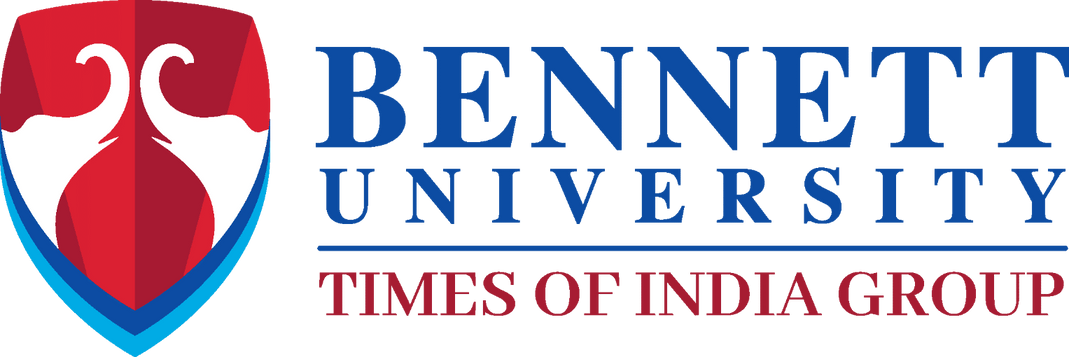 BENNETT
UNIVERSITY
TIMES OF INDIA GROUP